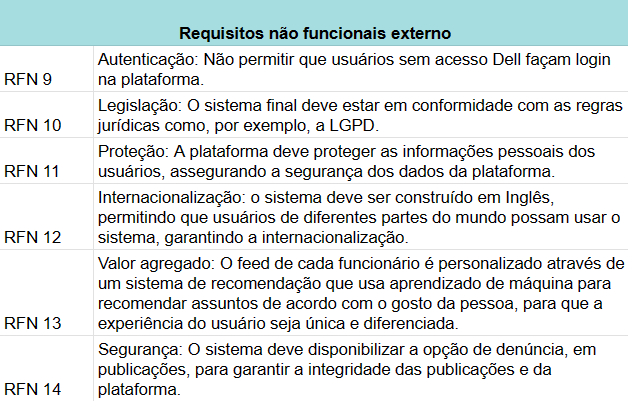 Requisitos não funcionais externo
Autenticação: Não permitir que usuários sem acesso Dell façam login
RFN 9 na plataforma.
Legislação: O sistema final deve estar em conformidade com as regras
RFN 10 jurídicas como, por exemplo, a LGPD.
Proteção: A plataforma deve proteger as informações pessoais dos
RFN 11 usuários, assegurando a segurança dos dados da plataforma.
Internacionalização: o sistema deve ser construído em Inglês,
permitindo que usuários de diferentes partes do mundo possam usar o
RFN 12 sistema, garantindo a internacionalização.
Valor agregado: O feed de cada funcionário é personalizado através de
um sistema de recomendação que usa aprendizado de máquina para
recomendar assuntos de acordo com o gosto da pessoa, para que a
RFN 13 experiência do usuário seja única e diferenciada.
Segurança: O sistema deve disponibilizar a opção de denúncia, em
publicações, para garantir a integridade das publicações e da
RFN 14 plataforma.